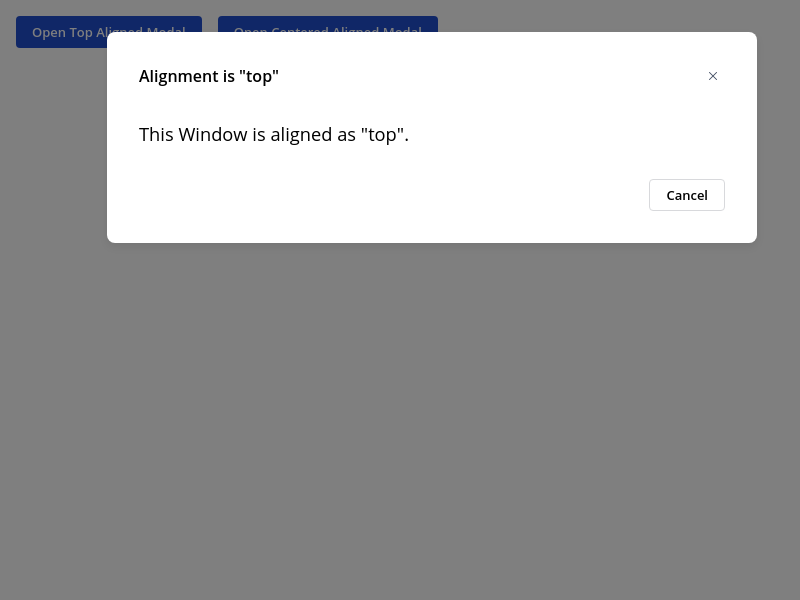 Open Top Aligned Modal Open Centered Aligned Modal
Alignment is "top"
This Window is aligned as "top".
Cancel